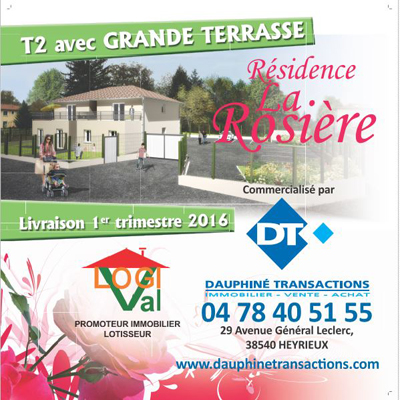 T2 avec GRANDE TERRASSE
Résidence
La
Rosière
Commercialisé par
Livraison 1er trimestre 2016
DT
LOGI
Val
PROMOTEUR IMMOBILIER
LOTISSEUR
DAUPHINÉ TRANSACTIONS
IMMOBILIER - VENTE - ACHAT
04 78 40 51 55
29 Avenue Général Leclerc,
38540 HEYRIEUX
www.dauphinetransactions.com